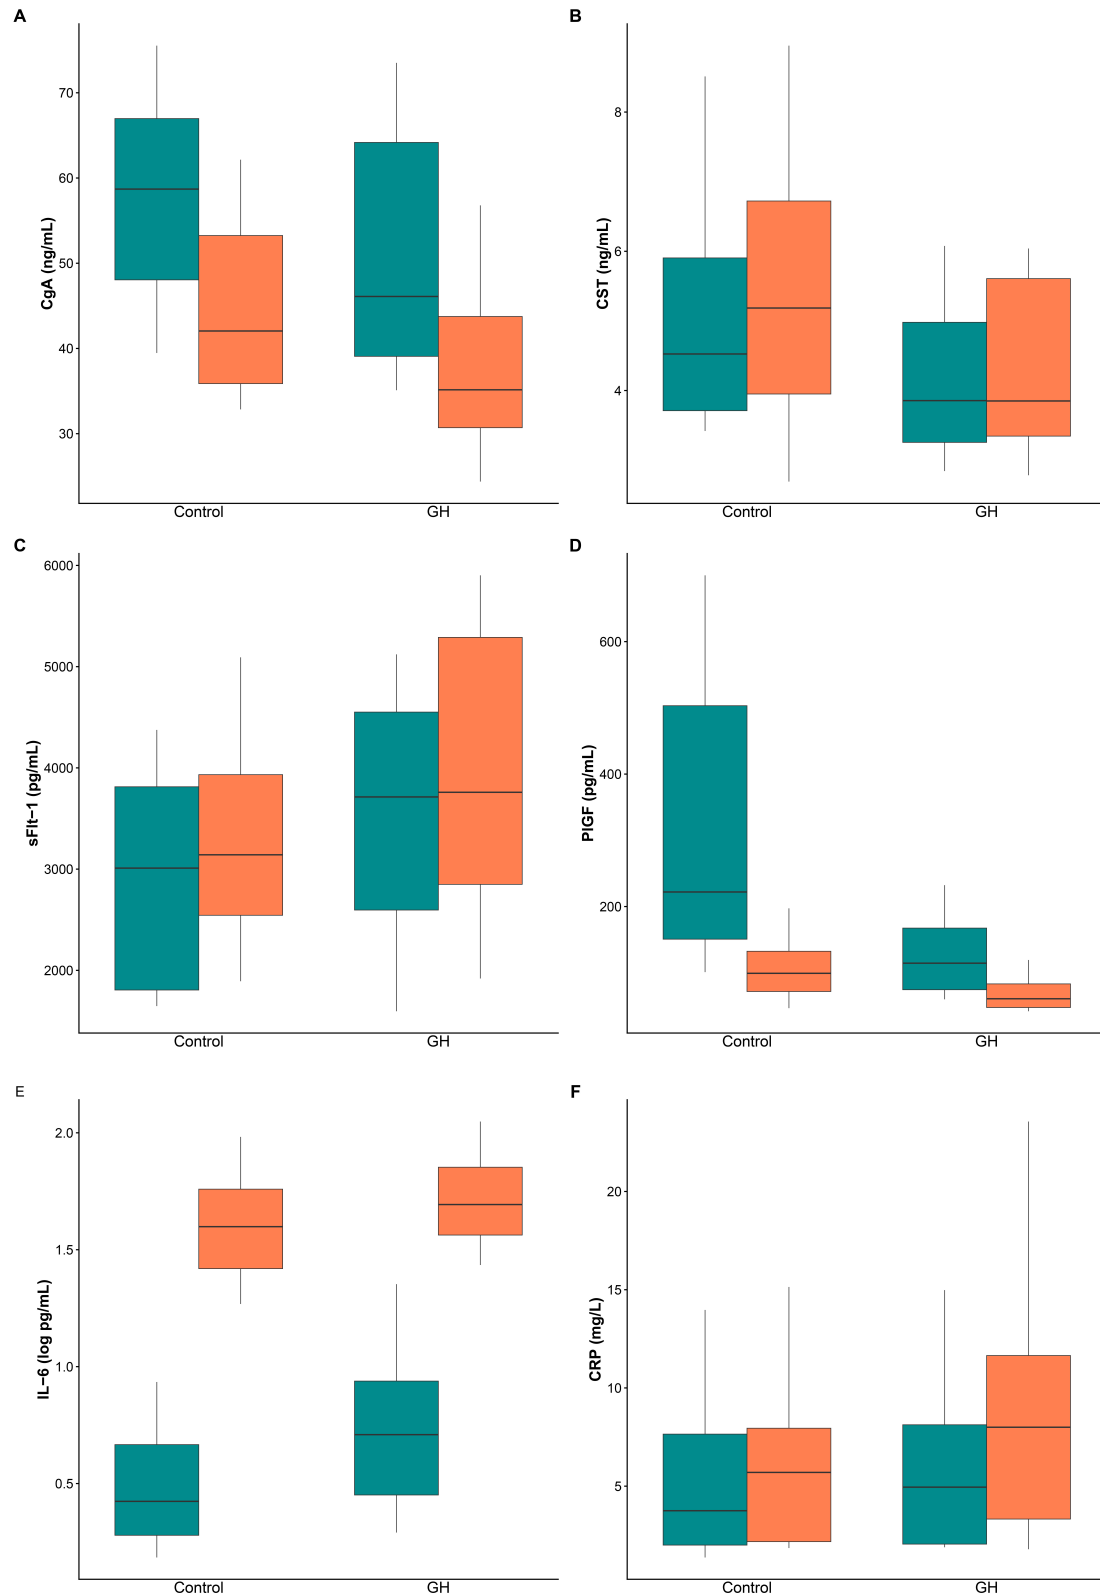 A
CgA (ng/mL)
70
60
50
40
30
Control
GH
B
CST (ng/mL)
8
6
4
Control
GH
C
sFlt−1 (pg/mL)
6000
5000
4000
3000
2000
Control
GH
D
PlGF (pg/mL)
600
400
200
Control
GH
E
IL−6 (log pg/mL)
2.0
1.5
1.0
0.5
Control
GH
F
CRP (mg/L)
20
15
10
5
Control
GH